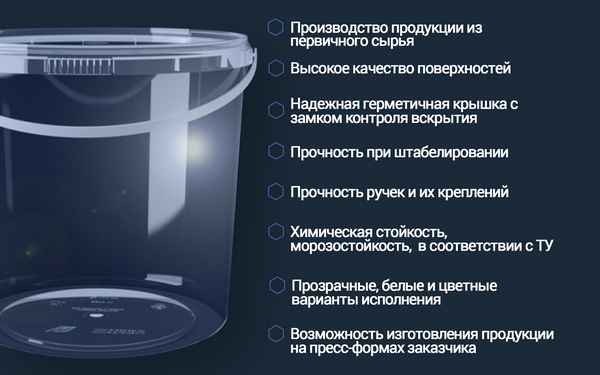 Производство продукции из
первичного сырья
Высокое качество поверхностей
Надежная герметичная крышка с
замком контроля вскрытия
Прочность при штабелировании
Прочность ручек и их креплений
Химическая стойкость,
морозостойкость, в соответствии с ТУ
Прозрачные, белые и цветные
варианты исполнения
Возможность изготовления продукции
на пресс-формах заказчика